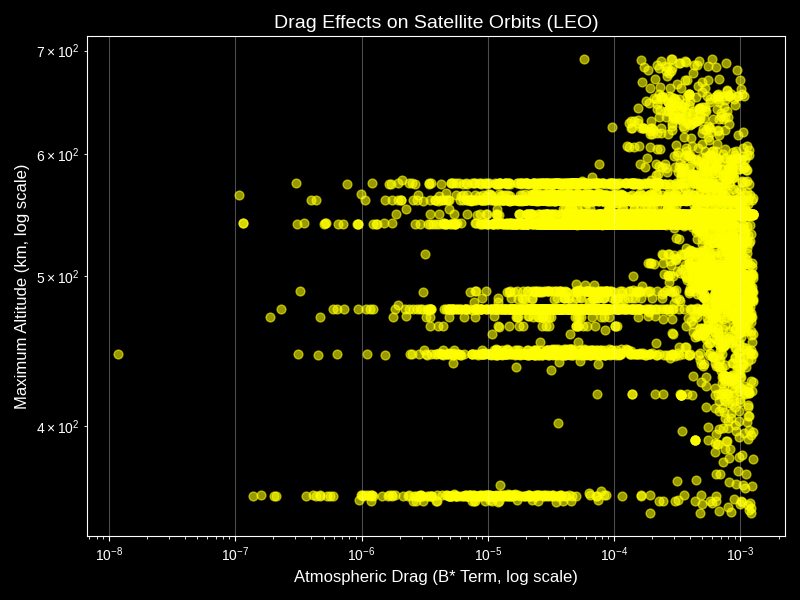 Drag Effects on Satellite Orbits (LEO)
Maximum Altitude (km, log scale)
7 × 10²
6 × 10²
5 × 10²
4 × 10²
10⁻⁸ 10⁻⁷ 10⁻⁶ 10⁻⁵ 10⁻⁴ 10⁻³
Atmospheric Drag (B* Term, log scale)